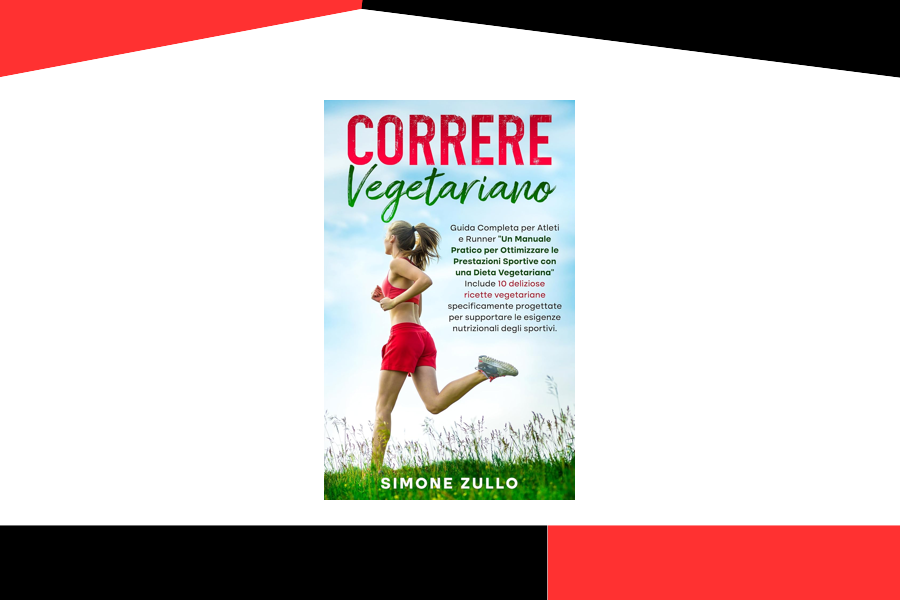 CORRERE
Vegetariano
Guida Completa per Atleti
e Runner "Un Manuale
Pratico per Ottimizzare le
Prestazioni Sportive con
una Dieta Vegetariana"
Include 10 deliziose
ricette vegetariane
specificamente progettate
per supportare le esigenze
nutrizionali degli sportivi.
SIMONE ZULLO